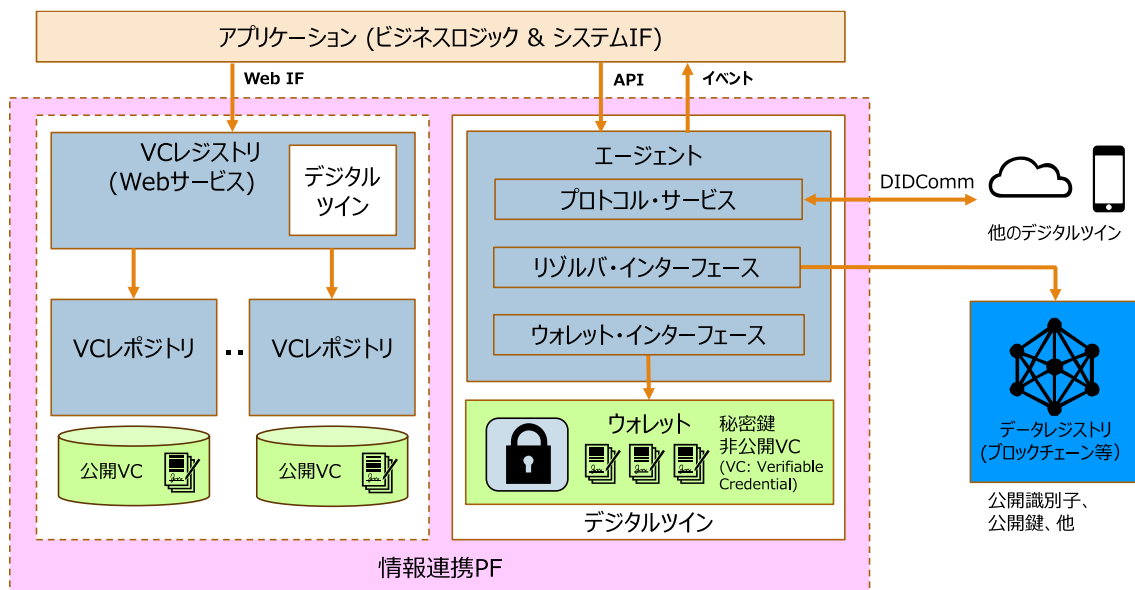 アプリケーション (ビジネスロジック & システムIF)
Web IF
API
イベント
VCレジストリ
(Webサービス)
デジタル
ツイン
VCレポジトリ
‥
VCレポジトリ
公開VC
公開VC
エージェント
プロトコル・サービス
リゾルバ・インターフェース
ウォレット・インターフェース
ウォレット
秘密鍵
非公開VC
(VC: Verifiable
Credential)
デジタルツイン
情報連携PF
DIDComm
他のデジタルツイン
データレジストリ
(ブロックチェーン等)
公開識別子、
公開鍵、他